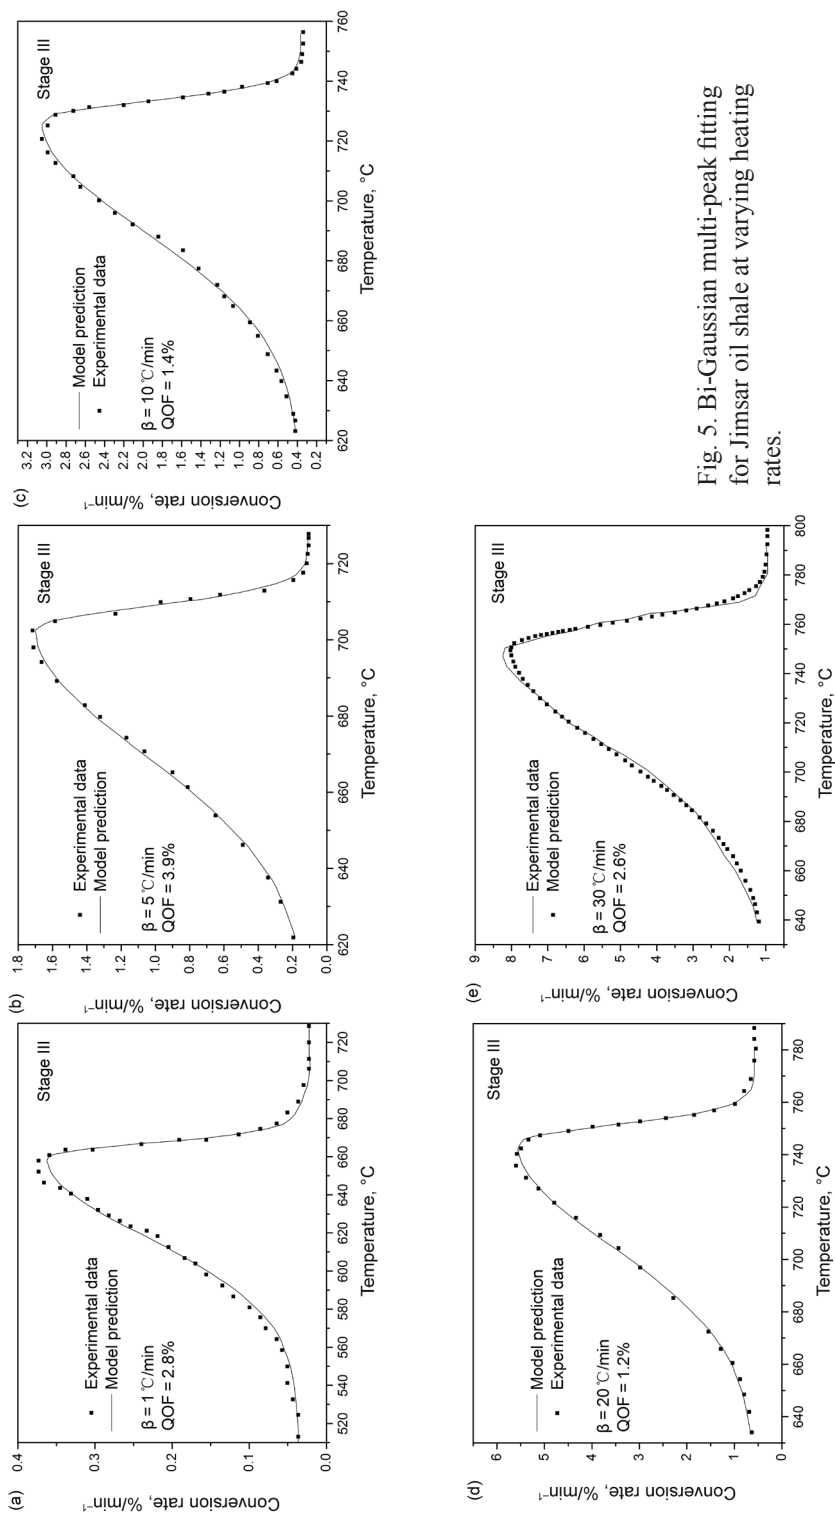 (a)
Conversion rate, %/min⁻¹
0.4
0.3
0.2
0.1
0.0
Experimental data
Model prediction
β = 1 ℃/min
QOF = 2.8%
Stage III
510 540 560 580 600 620 640 660 680 700 720
Temperature, °C
(b)
Conversion rate, %/min⁻¹
1.8
1.6
1.4
1.2
1.0
0.8
0.6
0.4
0.2
0.0
Experimental data
Model prediction
β = 5 ℃/min
QOF = 3.9%
Stage III
620 640 660 680 700 720
Temperature, °C
(c)
Conversion rate, %/min⁻¹
3.2
3.0
2.8
2.6
2.4
2.2
2.0
1.8
1.6
1.4
1.2
1.0
0.8
0.6
0.4
0.2
Model prediction
Experimental data
β = 10 ℃/min
QOF = 1.4%
Stage III
620 640 660 680 700 720 740 760
Temperature, °C
(d)
Conversion rate, %/min⁻¹
6
5
4
3
2
1
0
Model prediction
Experimental data
β = 20 ℃/min
QOF = 1.2%
Stage III
640 660 680 700 720 740 760 780
Temperature, °C
(e)
Conversion rate, %/min⁻¹
9
8
7
6
5
4
3
2
1
Experimental data
Model prediction
β = 30 ℃/min
QOF = 2.6%
Stage III
640 660 680 700 720 740 760 780 800
Temperature, °C
Fig. 5. Bi-Gaussian multi-peak fitting
for Jimsar oil shale at varying heating
rates.